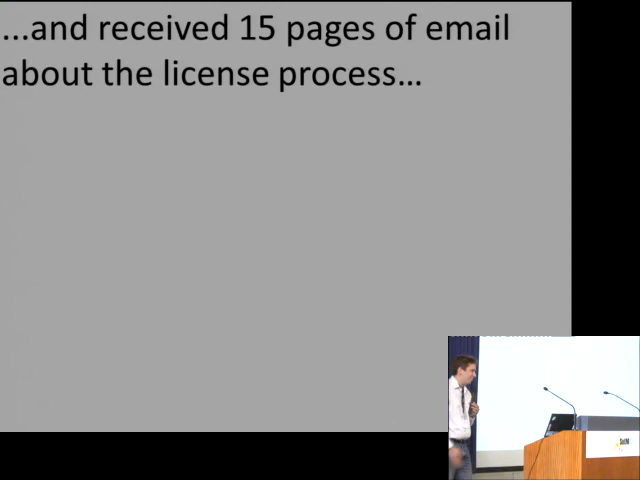 ...and received 15 pages of email
about the license process...